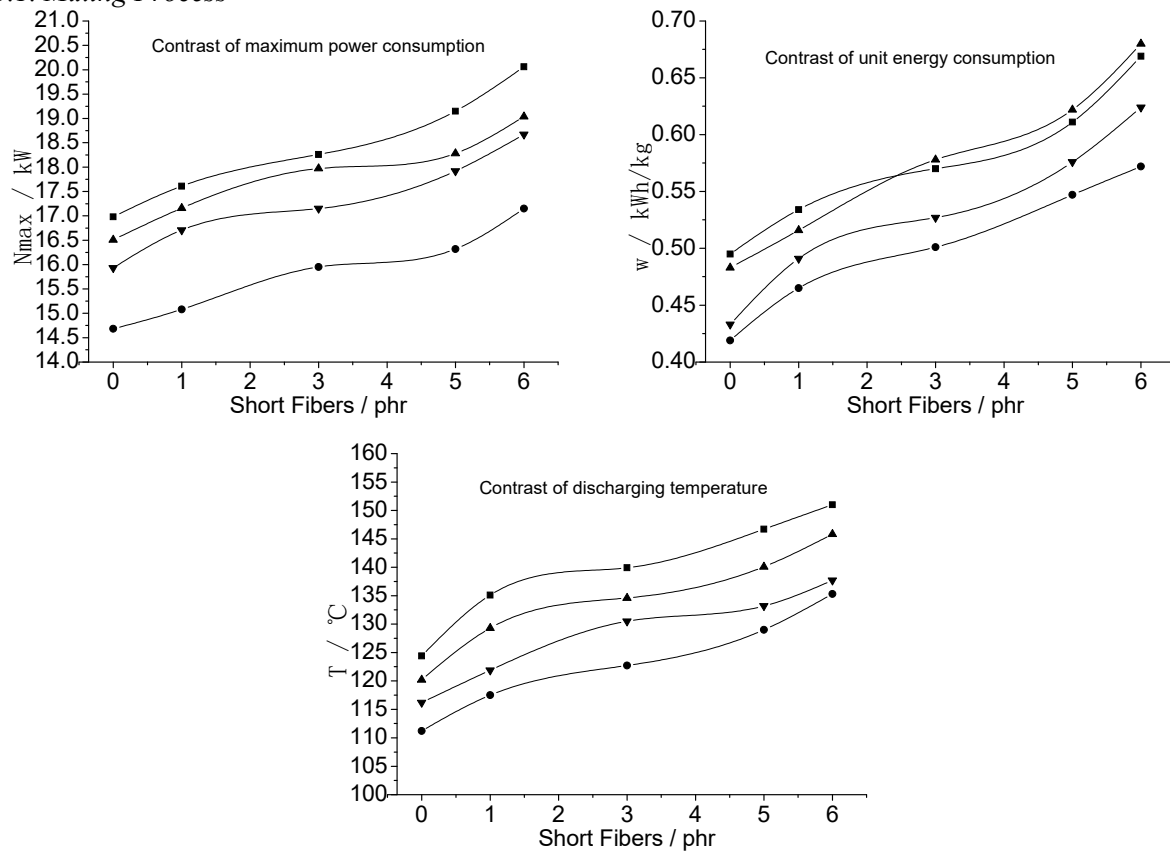 Contrast of maximum power consumption
21.0
20.5
20.0
19.5
19.0
18.5
18.0
17.5
17.0
16.5
16.0
15.5
15.0
14.5
14.0
Nmax / kW
0 1 2 3 4 5 6
Short Fibers / phr
Contrast of unit energy consumption
0.70
0.65
0.60
0.55
0.50
0.45
0.40
w / kWh/kg
0 1 2 3 4 5 6
Short Fibers / phr
Contrast of discharging temperature
160
155
150
145
140
135
130
125
120
115
110
105
100
T / ℃
0 1 2 3 4 5 6
Short Fibers / phr